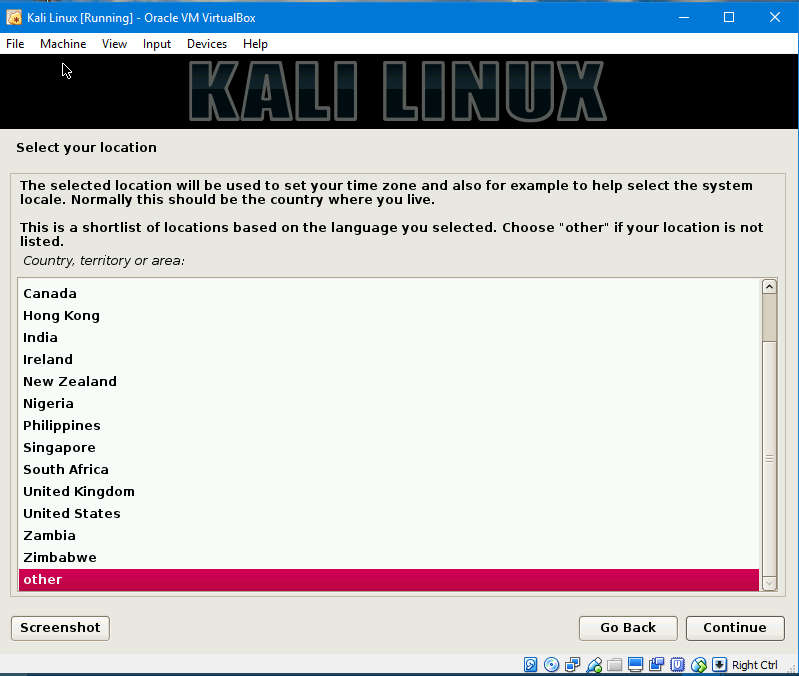 Kali Linux [Running] - Oracle VM VirtualBox
File Machine View Input Devices Help
KALI LINUX
Select your location
The selected location will be used to set your time zone and also for example to help select the system
locale. Normally this should be the country where you live.
This is a shortlist of locations based on the language you selected. Choose "other" if your location is not
listed.
Country, territory or area:
Canada
Hong Kong
India
Ireland
New Zealand
Nigeria
Philippines
Singapore
South Africa
United Kingdom
United States
Zambia
Zimbabwe
other
Screenshot Go Back Continue
Right Ctrl